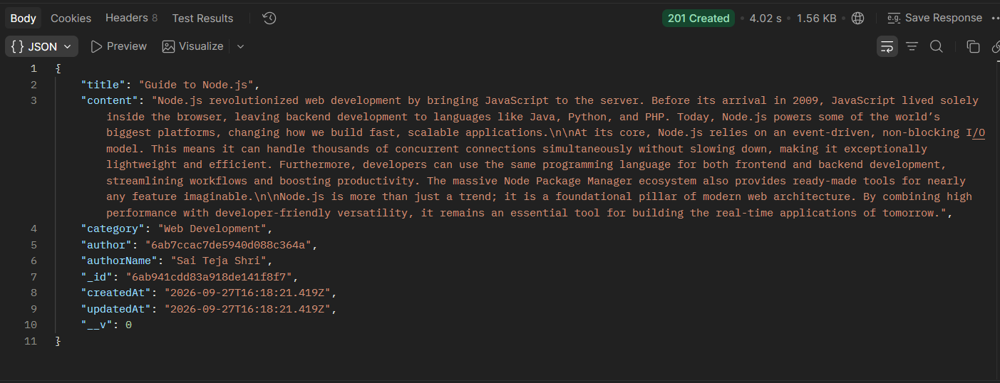 Body Cookies Headers 8 Test Results 201 Created • 4.02 s • 1.56 KB e.g. Save Response
{} JSON Preview Visualize
1 {
2 "title": "Guide to Node.js",
3 "content": "Node.js revolutionized web development by bringing JavaScript to the server. Before its arrival in 2009, JavaScript lived solely
inside the browser, leaving backend development to languages like Java, Python, and PHP. Today, Node.js powers some of the world’s
biggest platforms, changing how we build fast, scalable applications.\n\nAt its core, Node.js relies on an event-driven, non-blocking I/O
model. This means it can handle thousands of concurrent connections simultaneously without slowing down, making it exceptionally
lightweight and efficient. Furthermore, developers can use the same programming language for both frontend and backend development,
streamlining workflows and boosting productivity. The massive Node Package Manager ecosystem also provides ready-made tools for nearly
any feature imaginable.\n\nNode.js is more than just a trend; it is a foundational pillar of modern web architecture. By combining high
performance with developer-friendly versatility, it remains an essential tool for building the real-time applications of tomorrow.",
4 "category": "Web Development",
5 "author": "6ab7ccac7de5940d088c364a",
6 "authorName": "Sai Teja Shri",
7 "_id": "6ab941cdd83a918de141f8f7",
8 "createdAt": "2026-09-27T16:18:21.419Z",
9 "updatedAt": "2026-09-27T16:18:21.419Z",
10 "__v": 0
11 }